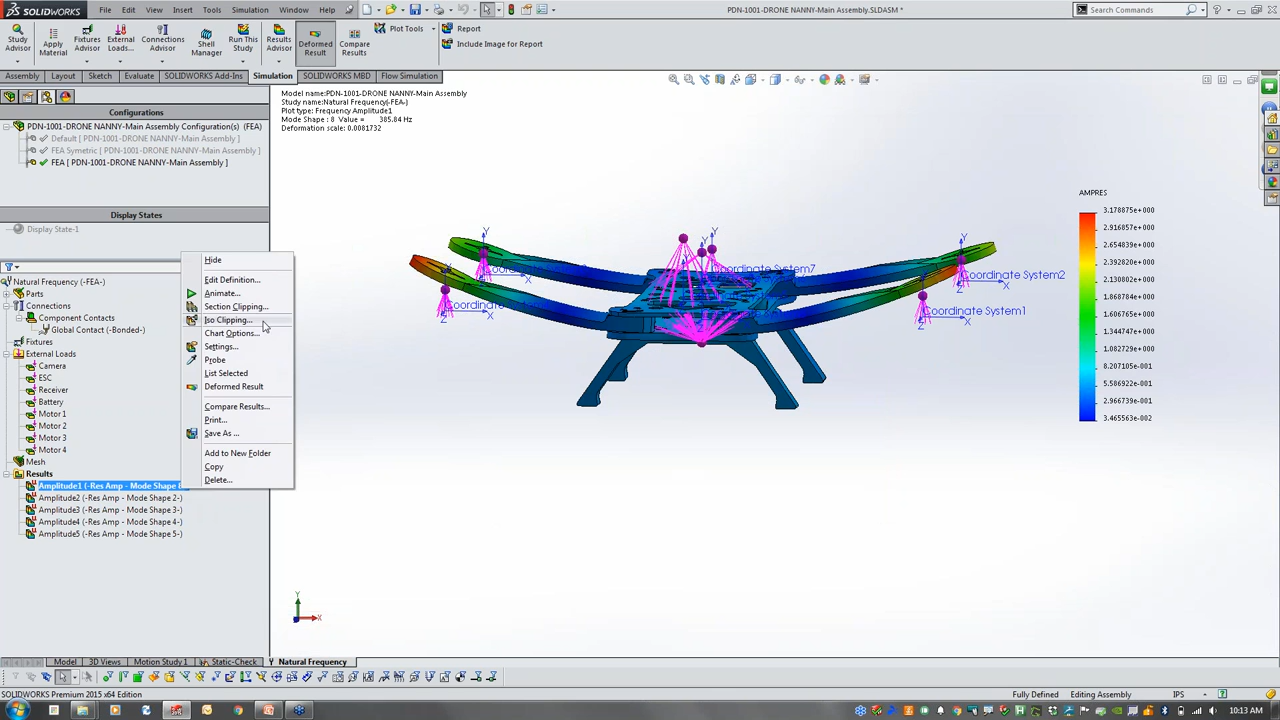 SOLIDWORKS
File Edit View Insert Tools Simulation Window Help
PDN-1001-DRONE NANNY-Main Assembly.SLDASM *
Search Commands
Study Advisor
Apply Material
Fixtures Advisor
External Loads...
Connections Advisor
Shell Manager
Run This Study
Results Advisor
Deformed Result
Compare Results
Plot Tools
Report
Include Image for Report
Assembly Layout Sketch Evaluate SOLIDWORKS Add-Ins Simulation SOLIDWORKS MBD Flow Simulation
Configurations
PDN-1001-DRONE NANNY-Main Assembly Configuration(s) (FEA)
Default [ PDN-1001-DRONE NANNY-Main Assembly ]
FEA Symetric [ PDN-1001-DRONE NANNY-Main Assembly ]
FEA [ PDN-1001-DRONE NANNY-Main Assembly ]
Display States
Display State-1
Natural Frequency (-FEA-)
Parts
Connections
Component Contacts
Global Contact (-Bonded-)
Fixtures
External Loads
Camera
ESC
Receiver
Battery
Motor 1
Motor 2
Motor 3
Motor 4
Mesh
Results
Amplitude1 (-Res Amp - Mode Shape
Amplitude2 (-Res Amp - Mode Shape 2-)
Amplitude3 (-Res Amp - Mode Shape 3-)
Amplitude4 (-Res Amp - Mode Shape 4-)
Amplitude5 (-Res Amp - Mode Shape 5-)
Hide
Edit Definition...
Animate...
Section Clipping...
Iso Clipping...
Chart Options...
Settings...
Probe
List Selected
Deformed Result
Compare Results...
Print...
Save As ...
Add to New Folder
Copy
Delete...
Model name:PDN-1001-DRONE NANNY-Main Assembly
Study name:Natural Frequency(-FEA-)
Plot type: Frequency Amplitude1
Mode Shape : 8 Value = 385.84 Hz
Deformation scale: 0.0081732
Coordinate System7
Coordinate System2
Coordinate System1
AMPRES
3.178875e+000
2.916857e+000
2.654838e+000
2.392820e+000
2.130802e+000
1.868784e+000
1.606765e+000
1.344747e+000
1.082729e+000
8.207105e-001
5.586922e-001
2.966739e-001
3.465563e-002
Y
X
Z
Model 3D Views Motion Study 1 Static-Check Natural Frequency
SOLIDWORKS Premium 2015 x64 Edition
Fully Defined Editing Assembly IPS
10:13 AM